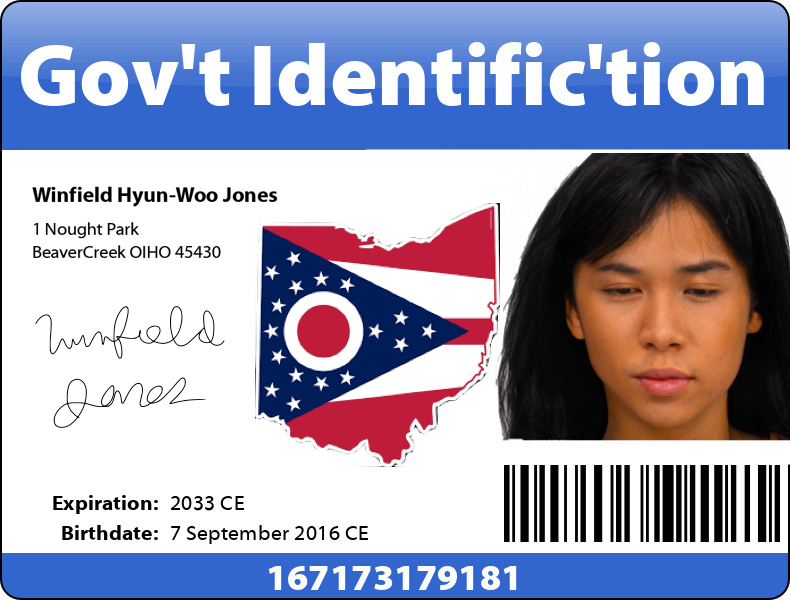 Gov't Identific'tion
Winfield Hyun-Woo Jones
1 Nought Park
BeaverCreek OIHO 45430
Winfield
Jones
Expiration: 2033 CE
Birthdate: 7 September 2016 CE
167173179181